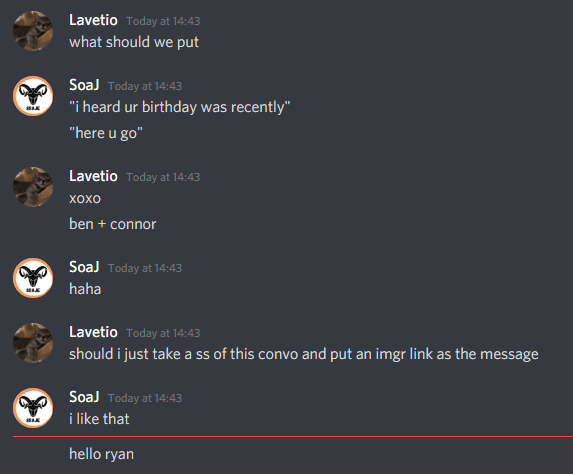 Lavetio Today at 14:43
what should we put
SoaJ Today at 14:43
"i heard ur birthday was recently"
"here u go"
Lavetio Today at 14:43
xoxo
ben + connor
SoaJ Today at 14:43
haha
Lavetio Today at 14:43
should i just take a ss of this convo and put an imgr link as the message
SoaJ Today at 14:43
i like that
hello ryan